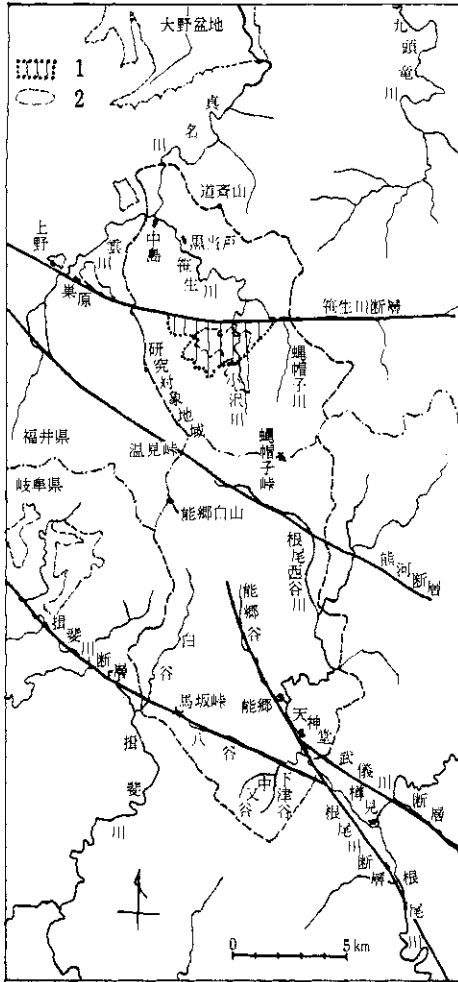 大野盆地
九頭竜川
1
2
真名川
道斉山
上野
雲川
中島
黒当戸
笹生川
巣原
笹生川断層
研究対象地域
小沢川
蝿帽子川
福井県
温見峠
蝿帽子峠
岐阜県
能郷白山
根尾西谷川
熊河断層
能郷谷
揖斐川断層
白谷
能郷
馬坂峠
天神堂
八谷
武儀川断層
揖斐川
中又谷
下津谷
樽見
根尾川断層
根尾川
0
5km